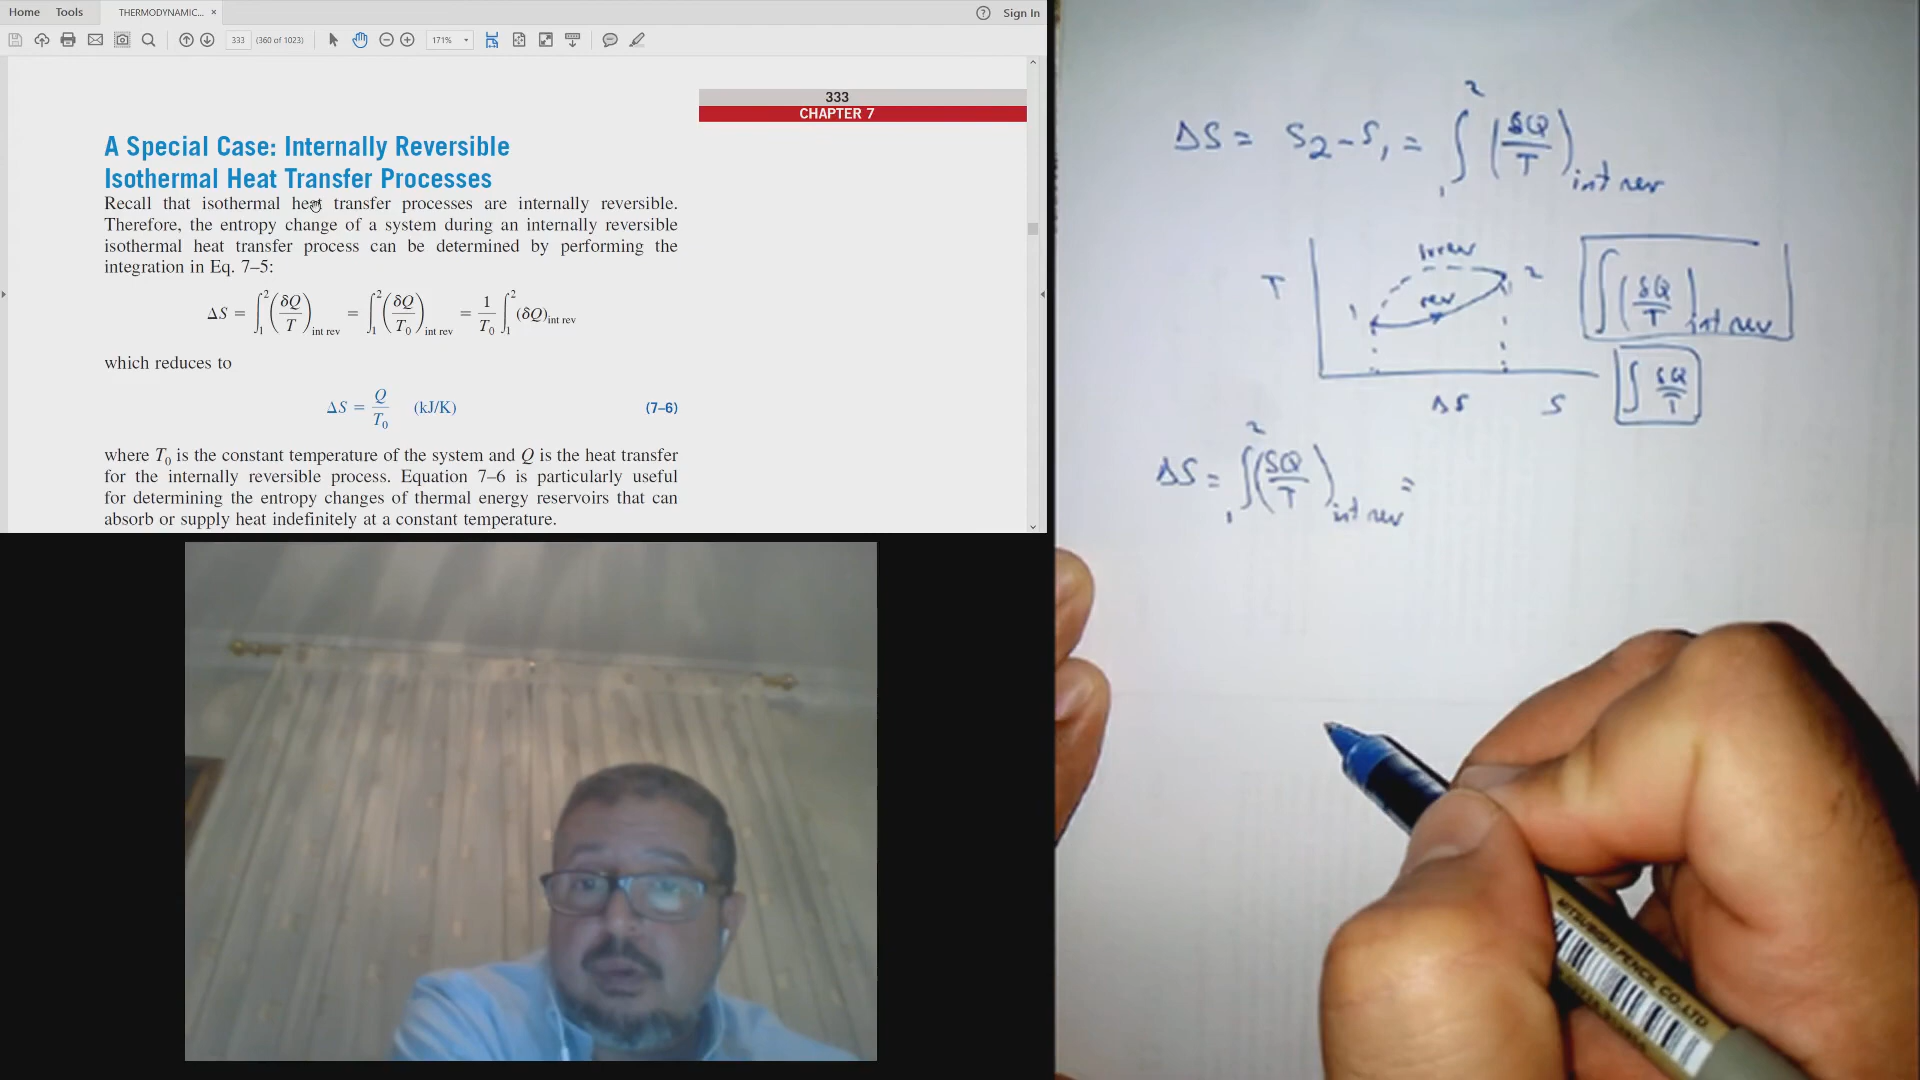 Home Tools THERMODYNAMIC... × Sign In
333 (360 of 1023) 171%
333
CHAPTER 7
A Special Case: Internally Reversible
Isothermal Heat Transfer Processes
Recall that isothermal heat transfer processes are internally reversible.
Therefore, the entropy change of a system during an internally reversible
isothermal heat transfer process can be determined by performing the
integration in Eq. 7–5:
ΔS = ∫₁² (δQ/T)int rev = ∫₁² (δQ/T₀)int rev = 1/T₀ ∫₁² (δQ)int rev
which reduces to
ΔS = Q/T₀ (kJ/K) (7–6)
where T₀ is the constant temperature of the system and Q is the heat transfer
for the internally reversible process. Equation 7–6 is particularly useful
for determining the entropy changes of thermal energy reservoirs that can
absorb or supply heat indefinitely at a constant temperature.
ΔS = S₂ - S₁ = ∫₁² (δQ/T)int rev
T
irrev
rev
1
2
ΔS S
∫ (δQ/T)int rev
∫ δQ/T
ΔS = ∫₁² (δQ/T)int rev =
MITSUBISHI PENCIL CO. LTD